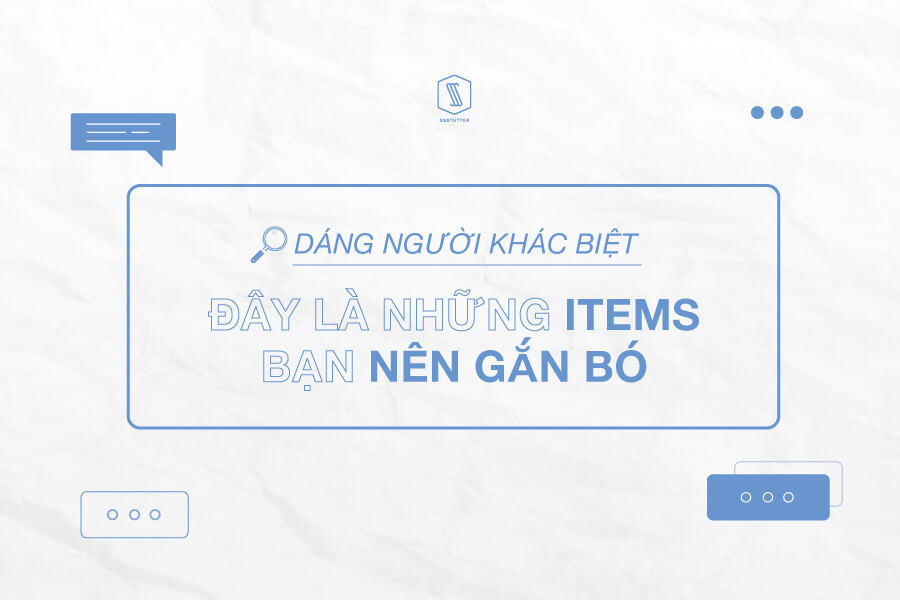 SSSTUTTER
DÁNG NGƯỜI KHÁC BIỆT
ĐÂY LÀ NHỮNG ITEMS
BẠN NÊN GẮN BÓ